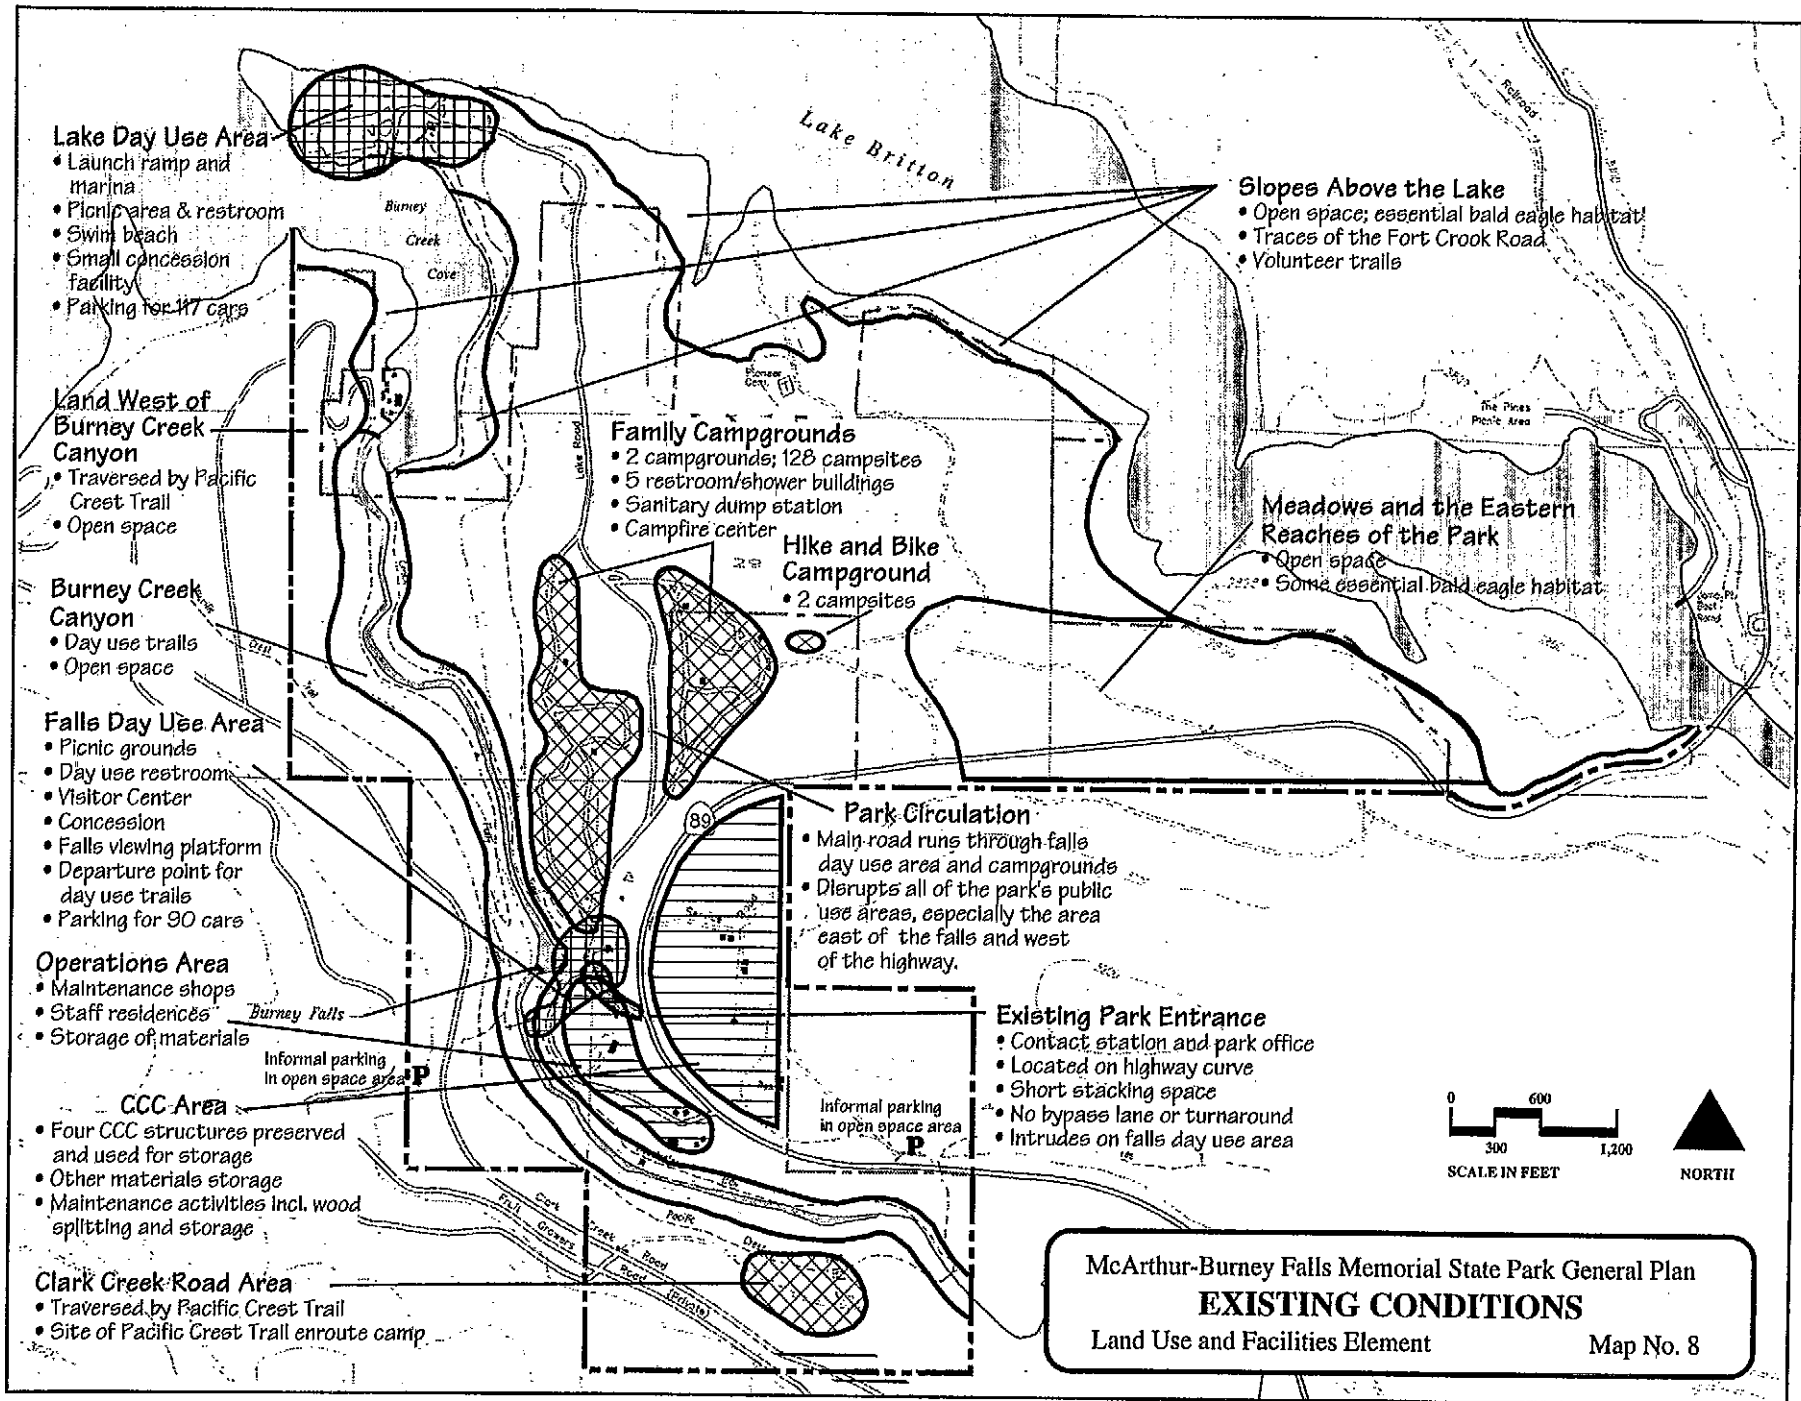 Lake Day Use Area
• Launch ramp and
marina
• Picnic area & restroom
• Swim beach
• Small concession
facility
• Parking for 117 cars
Land West of
Burney Creek
Canyon
• Traversed by Pacific
Crest Trail
• Open space
Burney Creek
Canyon
• Day use trails
• Open space
Falls Day Use Area
• Picnic grounds
• Day use restroom
• Visitor Center
• Concession
• Falls viewing platform
• Departure point for
day use trails
• Parking for 90 cars
Operations Area
• Maintenance shops
• Staff residences
• Storage of materials
Burney Falls
Informal parking
in open space area P
CCC Area
• Four CCC structures preserved
and used for storage
• Other materials storage
• Maintenance activities incl. wood
splitting and storage
Clark Creek Road Area
• Traversed by Pacific Crest Trail
• Site of Pacific Crest Trail enroute camp
Burney
Creek
Cove
Lake Britton
Lake Road
Railroad
Slopes Above the Lake
• Open space; essential bald eagle habitat
• Traces of the Fort Crook Road
• Volunteer trails
Pioneer
Cem.
The Pines
Picnic Area
Family Campgrounds
• 2 campgrounds; 128 campsites
• 5 restroom/shower buildings
• Sanitary dump station
• Campfire center
29
Hike and Bike
Campground
• 2 campsites
Meadows and the Eastern
Reaches of the Park
• Open space
• Some essential bald eagle habitat
89
Park Circulation
• Main road runs through falls
day use area and campgrounds
• Disrupts all of the park's public
use areas, especially the area
east of the falls and west
of the highway.
Existing Park Entrance
• Contact station and park office
• Located on highway curve
• Short stacking space
• No bypass lane or turnaround
• Intrudes on falls day use area
Informal parking
in open space area
P
Clark Creek Road
Fruit Growers Road (Private)
Pacific
0 600
300 1,200
SCALE IN FEET
NORTH
McArthur-Burney Falls Memorial State Park General Plan
EXISTING CONDITIONS
Land Use and Facilities Element Map No. 8